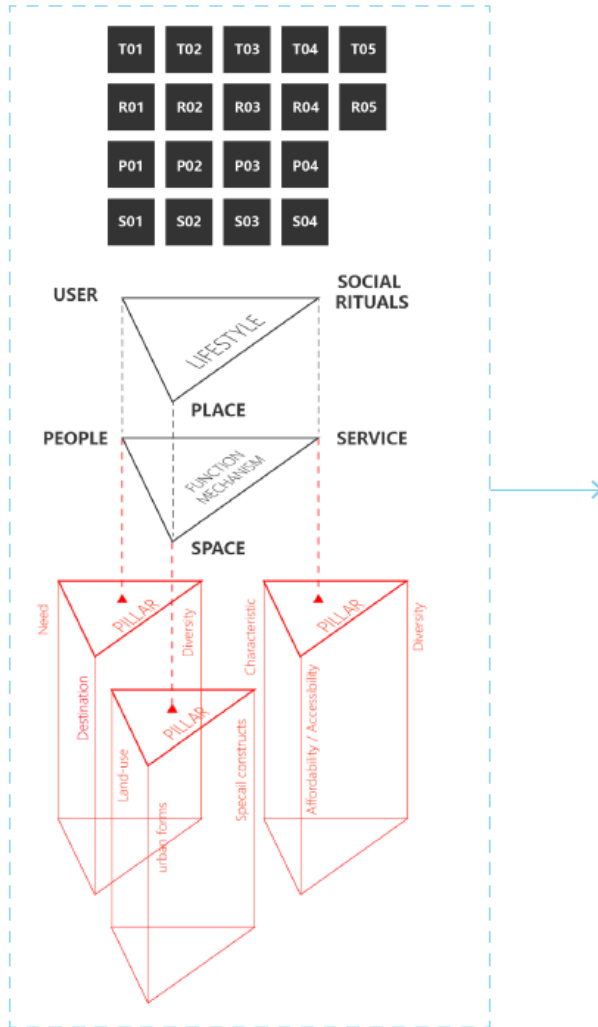 T01 T02 T03 T04 T05
R01 R02 R03 R04 R05
P01 P02 P03 P04
S01 S02 S03 S04
USER
SOCIAL
RITUALS
LIFESTYLE
PLACE
PEOPLE
SERVICE
FUNCTION
MECHANISM
SPACE
Need
PILLAR
Diversity
Destination
Characteristic
PILLAR
Diversity
Affordability / Accessibility
PILLAR
Land-use
urban forms
Specail constructs